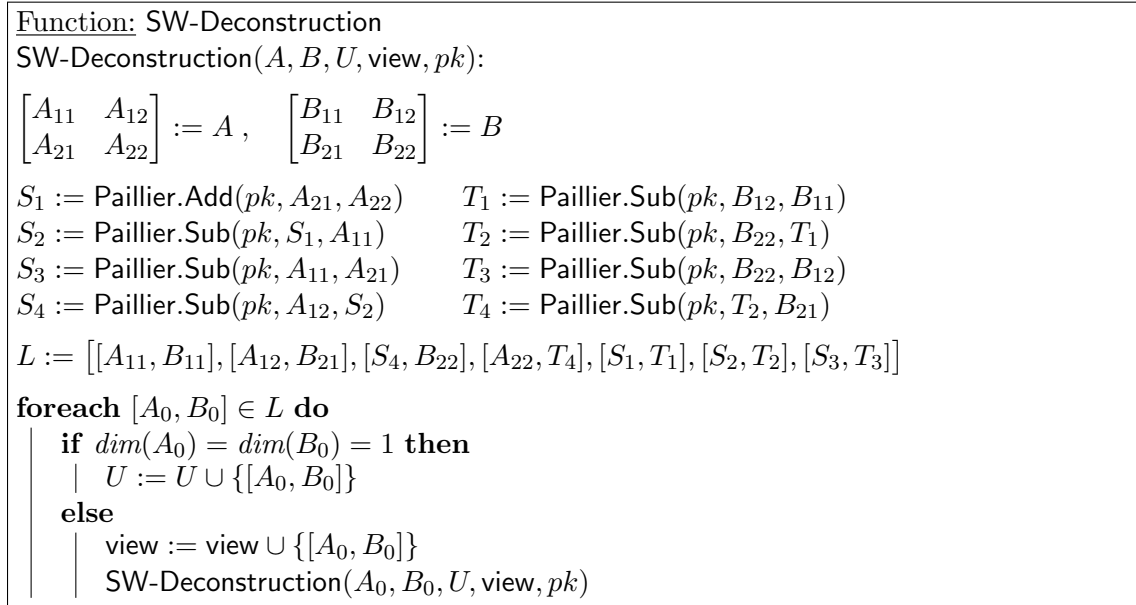 Function: SW-Deconstruction
SW-Deconstruction(A, B, U, view, pk):
[A₁₁ A₁₂
A₂₁ A₂₂] := A , [B₁₁ B₁₂
B₂₁ B₂₂] := B
S₁ := Paillier.Add(pk, A₂₁, A₂₂) T₁ := Paillier.Sub(pk, B₁₂, B₁₁)
S₂ := Paillier.Sub(pk, S₁, A₁₁) T₂ := Paillier.Sub(pk, B₂₂, T₁)
S₃ := Paillier.Sub(pk, A₁₁, A₂₁) T₃ := Paillier.Sub(pk, B₂₂, B₁₂)
S₄ := Paillier.Sub(pk, A₁₂, S₂) T₄ := Paillier.Sub(pk, T₂, B₂₁)
L := [[A₁₁, B₁₁], [A₁₂, B₂₁], [S₄, B₂₂], [A₂₂, T₄], [S₁, T₁], [S₂, T₂], [S₃, T₃]]
foreach [A₀, B₀] ∈ L do
if dim(A₀) = dim(B₀) = 1 then
U := U ∪ {[A₀, B₀]}
else
view := view ∪ {[A₀, B₀]}
SW-Deconstruction(A₀, B₀, U, view, pk)